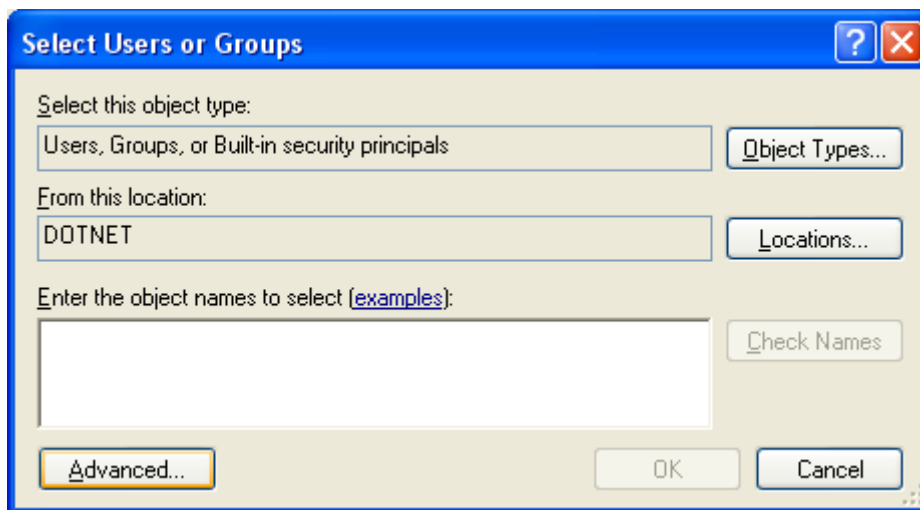 Select Users or Groups
Select this object type:
Users, Groups, or Built-in security principals
Object Types...
From this location:
DOTNET
Locations...
Enter the object names to select (examples):
Check Names
Advanced...
OK
Cancel